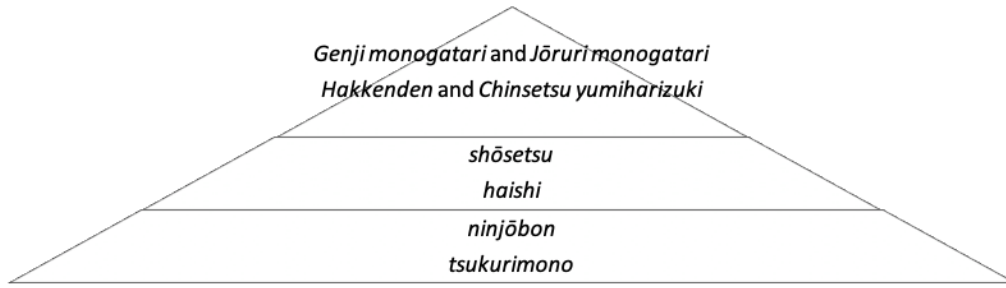 Genji monogatari and Jōruri monogatari
Hakkenden and Chinsetsu yumiharizuki
shōsetsu
haishi
ninjōbon
tsukurimono